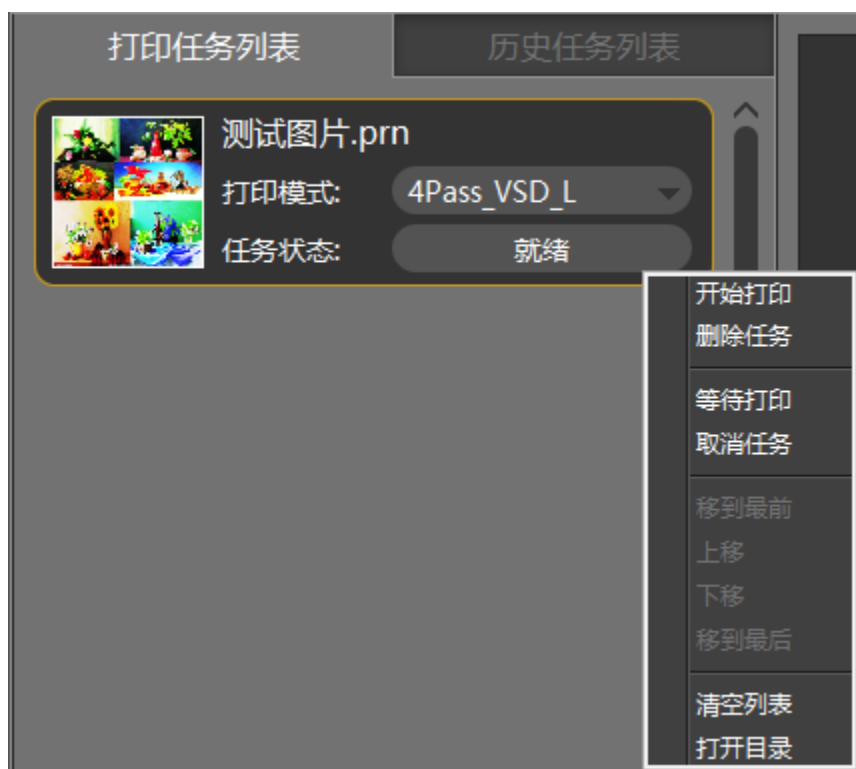 打印任务列表 历史任务列表
测试图片.prn
打印模式: 4Pass_VSD_L
任务状态: 就绪
开始打印
删除任务
等待打印
取消任务
移到最前
上移
下移
移到最后
清空列表
打开目录